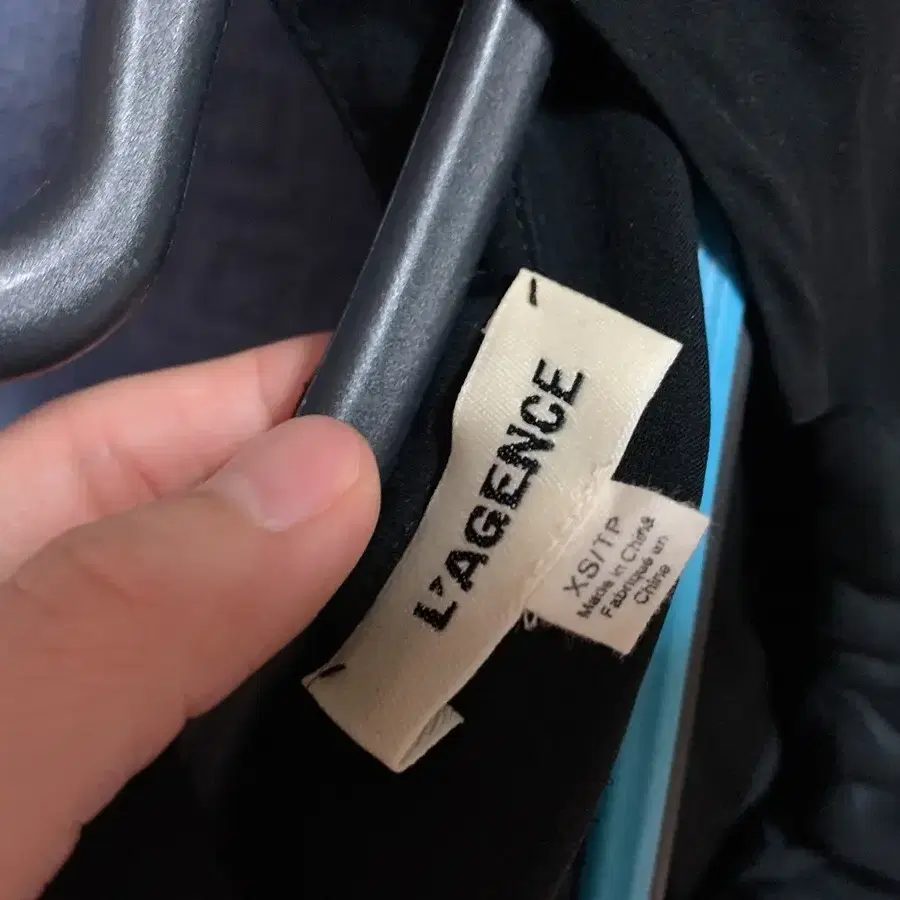 L'AGENCE
XS/TP
Made in China
Fabriqué en
Chine